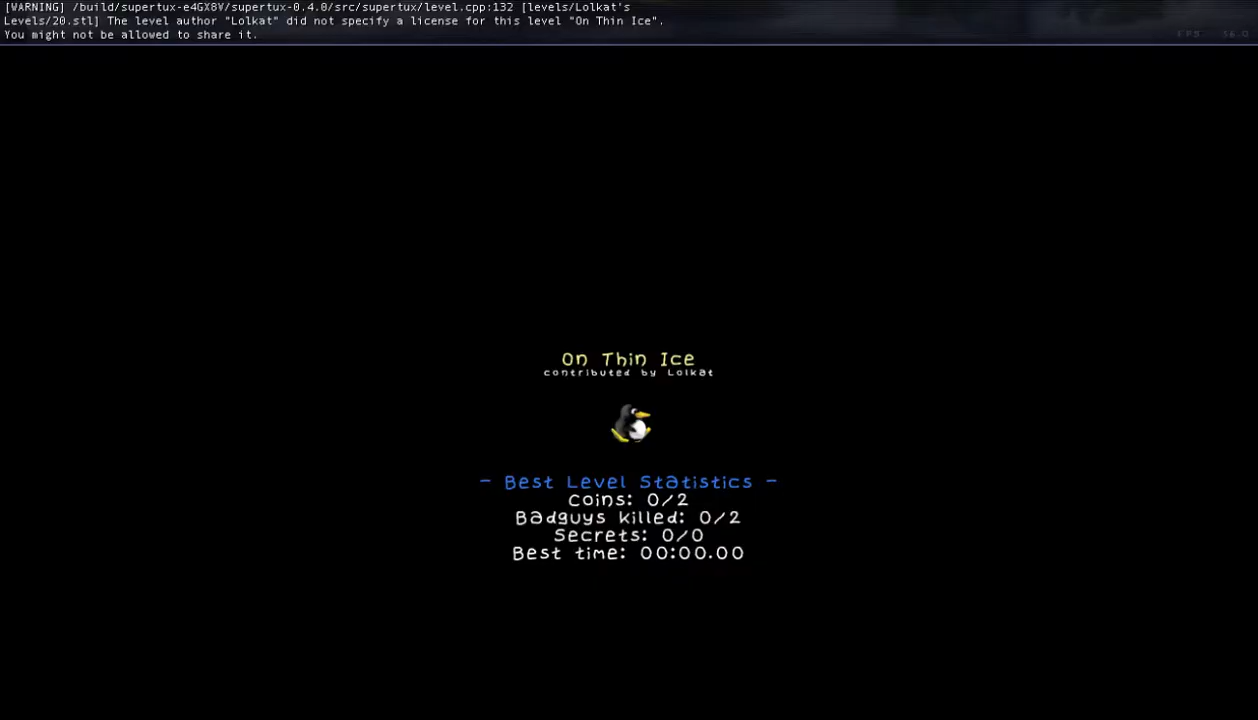 [WARNING] /build/supertux-e4GX8V/supertux-0.4.0/src/supertux/level.cpp:132 [levels/Lolkat's
Levels/20.stl] The level author "Lolkat" did not specify a license for this level "On Thin Ice".
You might not be allowed to share it.
FPS 56.0
On Thin Ice
contributed by Lolkat
- Best Level Statistics -
Coins: 0/2
Badguys killed: 0/2
Secrets: 0/0
Best time: 00:00.00